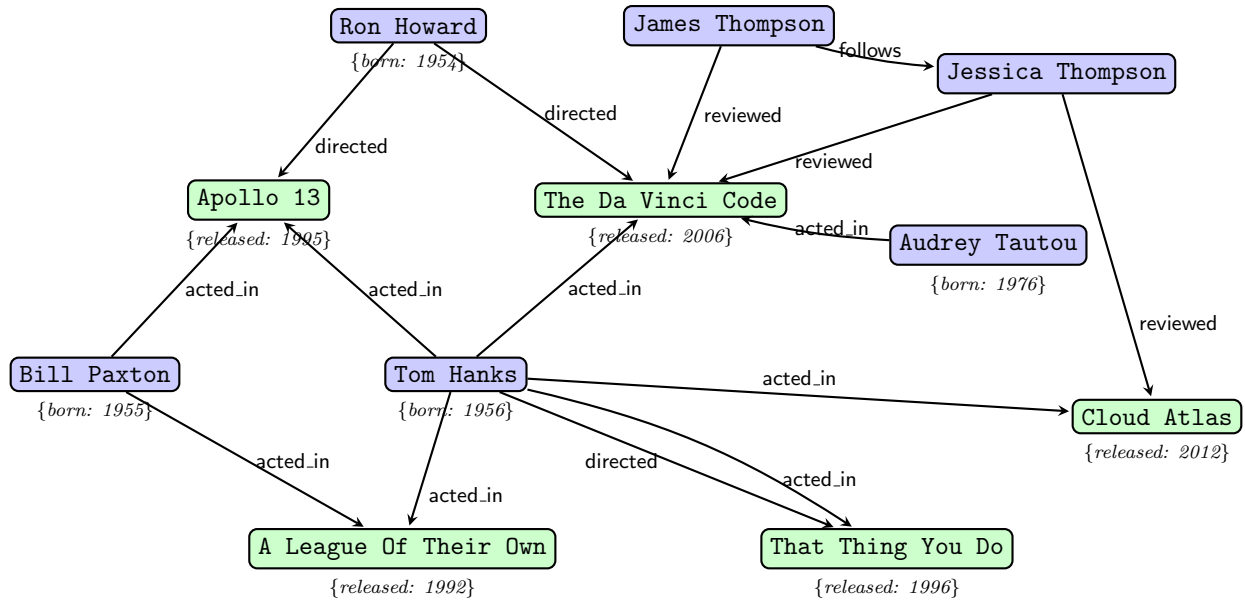 Ron Howard
{born: 1954}
James Thompson
follows
Jessica Thompson
directed
directed
reviewed
reviewed
Apollo 13
{released: 1995}
The Da Vinci Code
{released: 2006}
acted_in
Audrey Tautou
{born: 1976}
acted_in
acted_in
acted_in
reviewed
Bill Paxton
{born: 1955}
Tom Hanks
{born: 1956}
acted_in
Cloud Atlas
{released: 2012}
acted_in
acted_in
directed
acted_in
A League Of Their Own
{released: 1992}
That Thing You Do
{released: 1996}